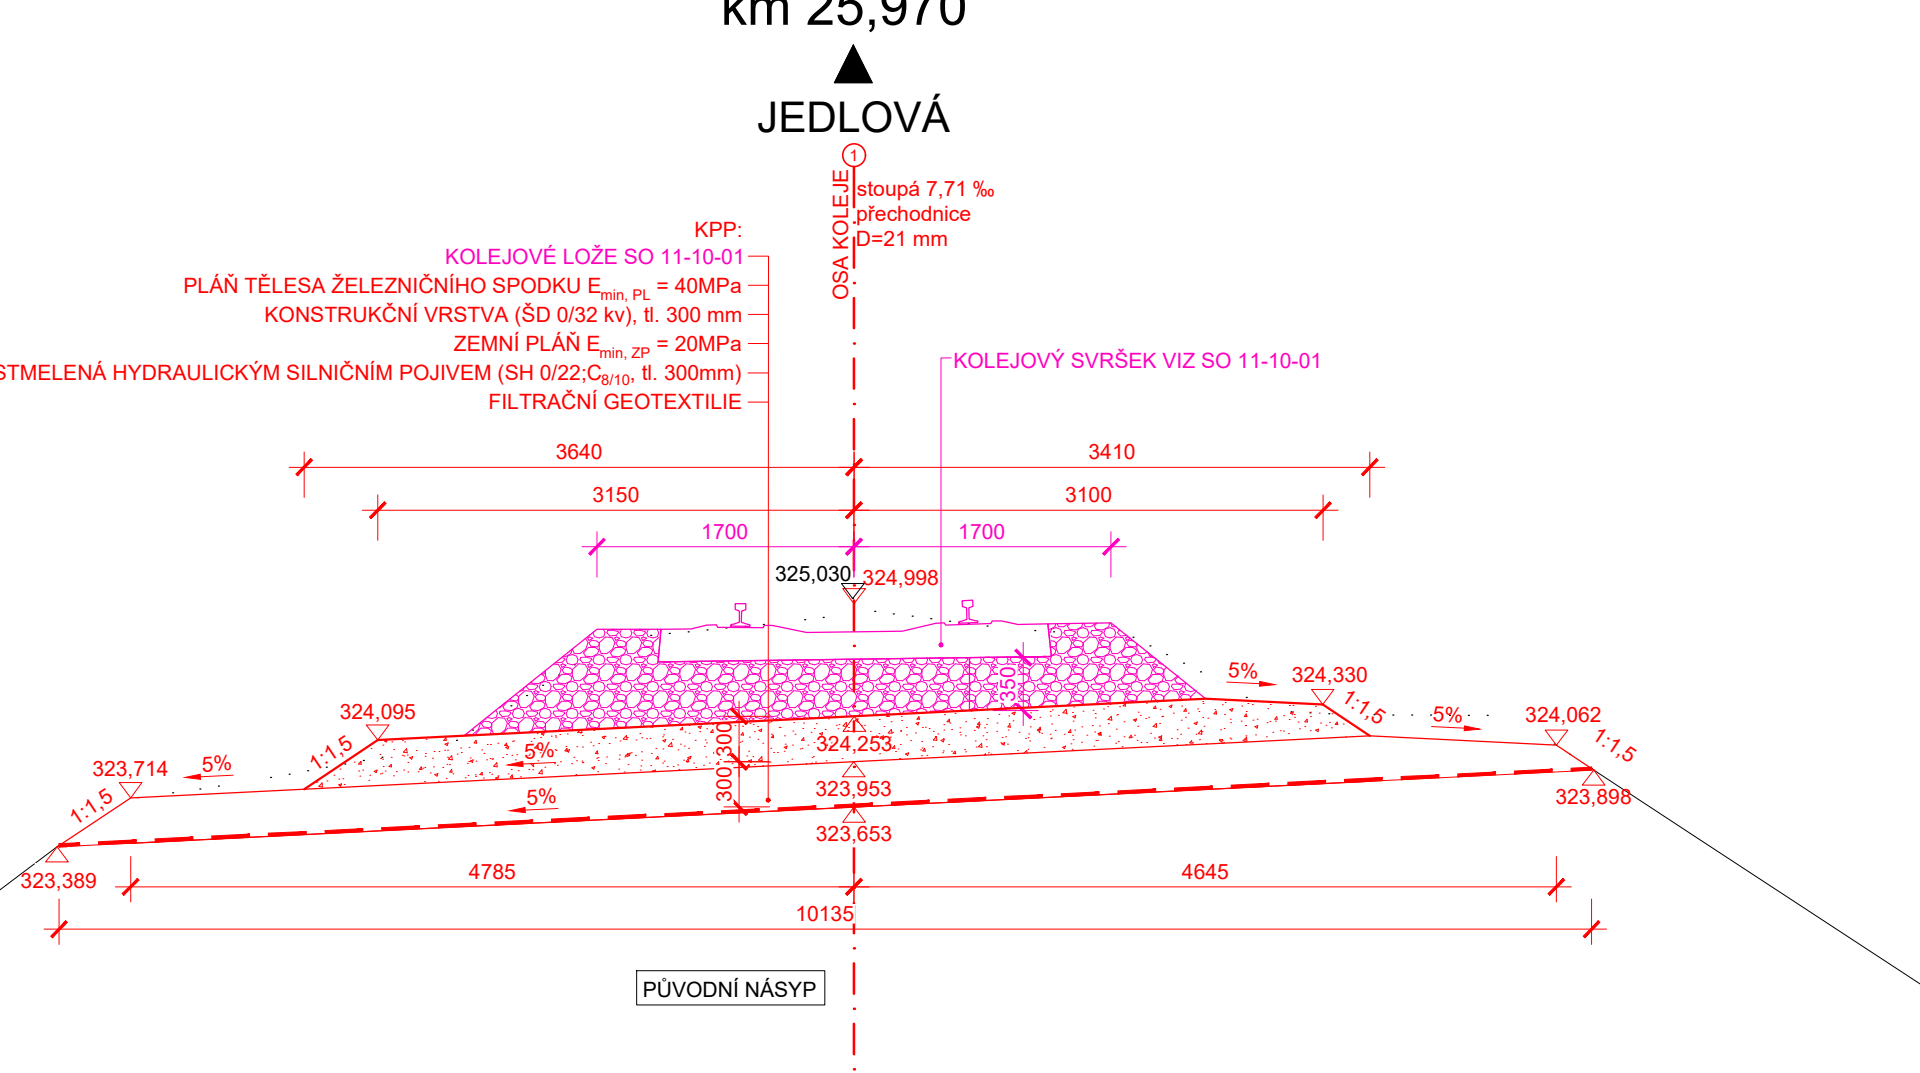 km 25,970
JEDLOVÁ
1
OSA KOLEJE
stoupá 7,71 ‰
přechodnice
D=21 mm
KPP:
KOLEJOVÉ LOŽE SO 11-10-01
PLÁŇ TĚLESA ŽELEZNIČNÍHO SPODKU Emin, PL = 40MPa
KONSTRUKČNÍ VRSTVA (ŠD 0/32 kv), tl. 300 mm
ZEMNÍ PLÁŇ Emin, ZP = 20MPa
STMELENÁ HYDRAULICKÝM SILNIČNÍM POJIVEM (SH 0/22;C8/10, tl. 300mm)
FILTRAČNÍ GEOTEXTILIE
KOLEJOVÝ SVRŠEK VIZ SO 11-10-01
3640
3410
3150
3100
1700
1700
325,030
324,998
350
5%
324,330
1:1,5
5%
324,062
1:1,5
324,095
1:1,5
5%
300
324,253
323,714
5%
1:1,5
5%
300
323,953
323,898
323,653
323,389
4785
4645
10135
PŮVODNÍ NÁSYP